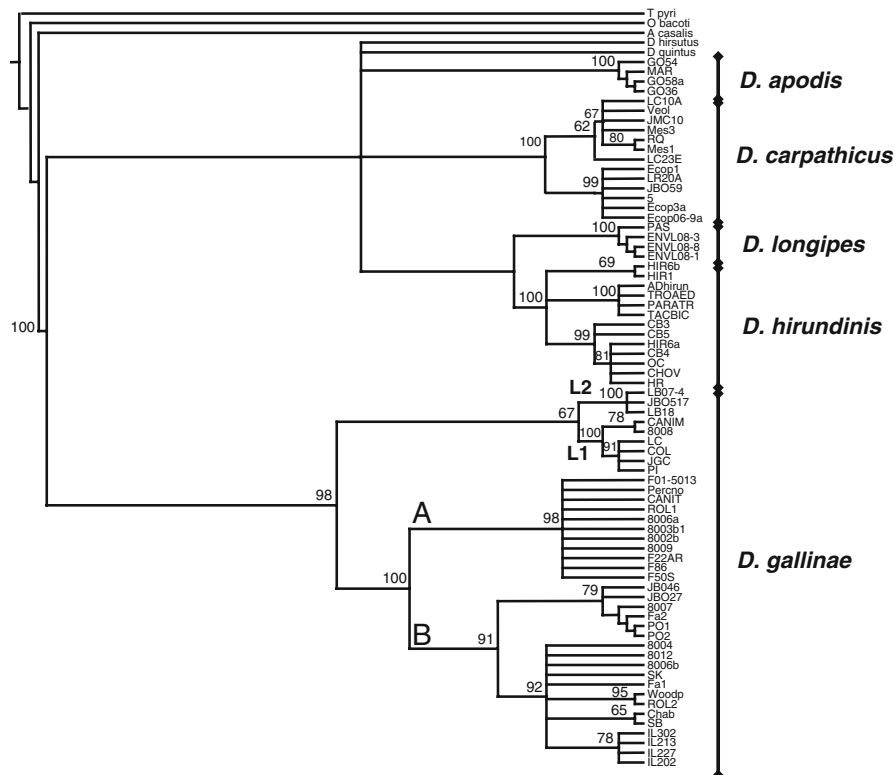 T pyri
O bacoti
A casalis
D hirsutus
D quintus
GO54
100
MAR
GO58a
D. apodis
GO36
LC10A
Veol
67
JMC10
62
Mes3
RQ
80
100
Mes1
D. carpathicus
LC23E
Ecop1
LR20A
99
JBO59
5
Ecop3a
Ecop06-9a
100
PAS
ENVL08-3
D. longipes
ENVL08-8
ENVL08-1
69
HIR6b
HIR1
ADhirun
100
TROAED
100
PARATR
TACBIC
D. hirundinis
CB3
100
99
CB5
HIR6a
81
CB4
OC
CHOV
HR
L2
100
LB07-4
JBO517
67
LB18
78
CANIM
100
8008
L1
91
LC
COL
JGC
PI
F01-5013
98
Percno
CANIT
A
ROL1
98
8006a
8003b1
8002b
8009
D. gallinae
F22AR
F86
100
F50S
79
JB046
JBO27
8007
Fa2
B
91
PO1
PO2
8004
8012
8006b
SK
92
Fa1
95
Woodp
ROL2
65
Chab
SB
IL302
78
IL213
IL227
IL202